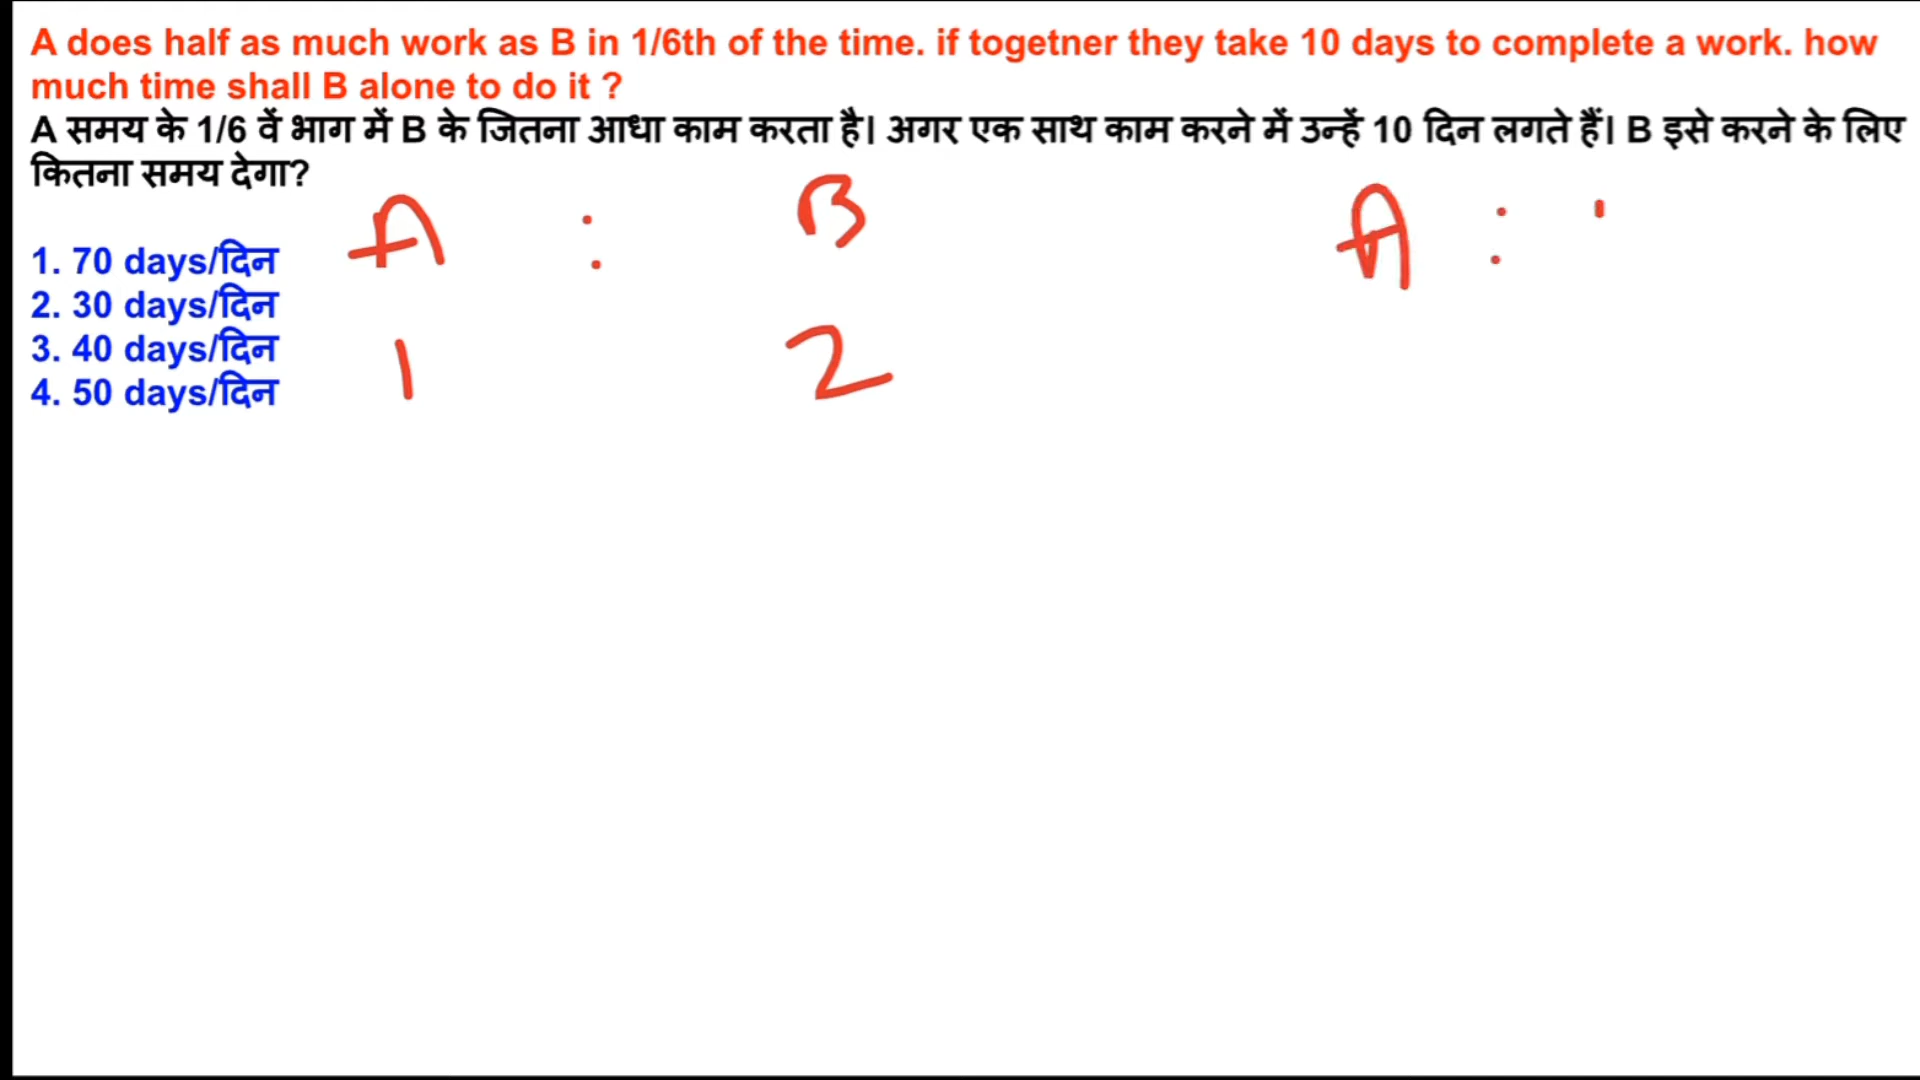 A does half as much work as B in 1/6th of the time. if togetner they take 10 days to complete a work. how
much time shall B alone to do it ?
A समय के 1/6 वें भाग में B के जितना आधा काम करता है। अगर एक साथ काम करने में उन्हें 10 दिन लगते हैं। B इसे करने के लिए
कितना समय देगा?
A : B A :
1. 70 days/दिन
2. 30 days/दिन
3. 40 days/दिन
4. 50 days/दिन
1 2